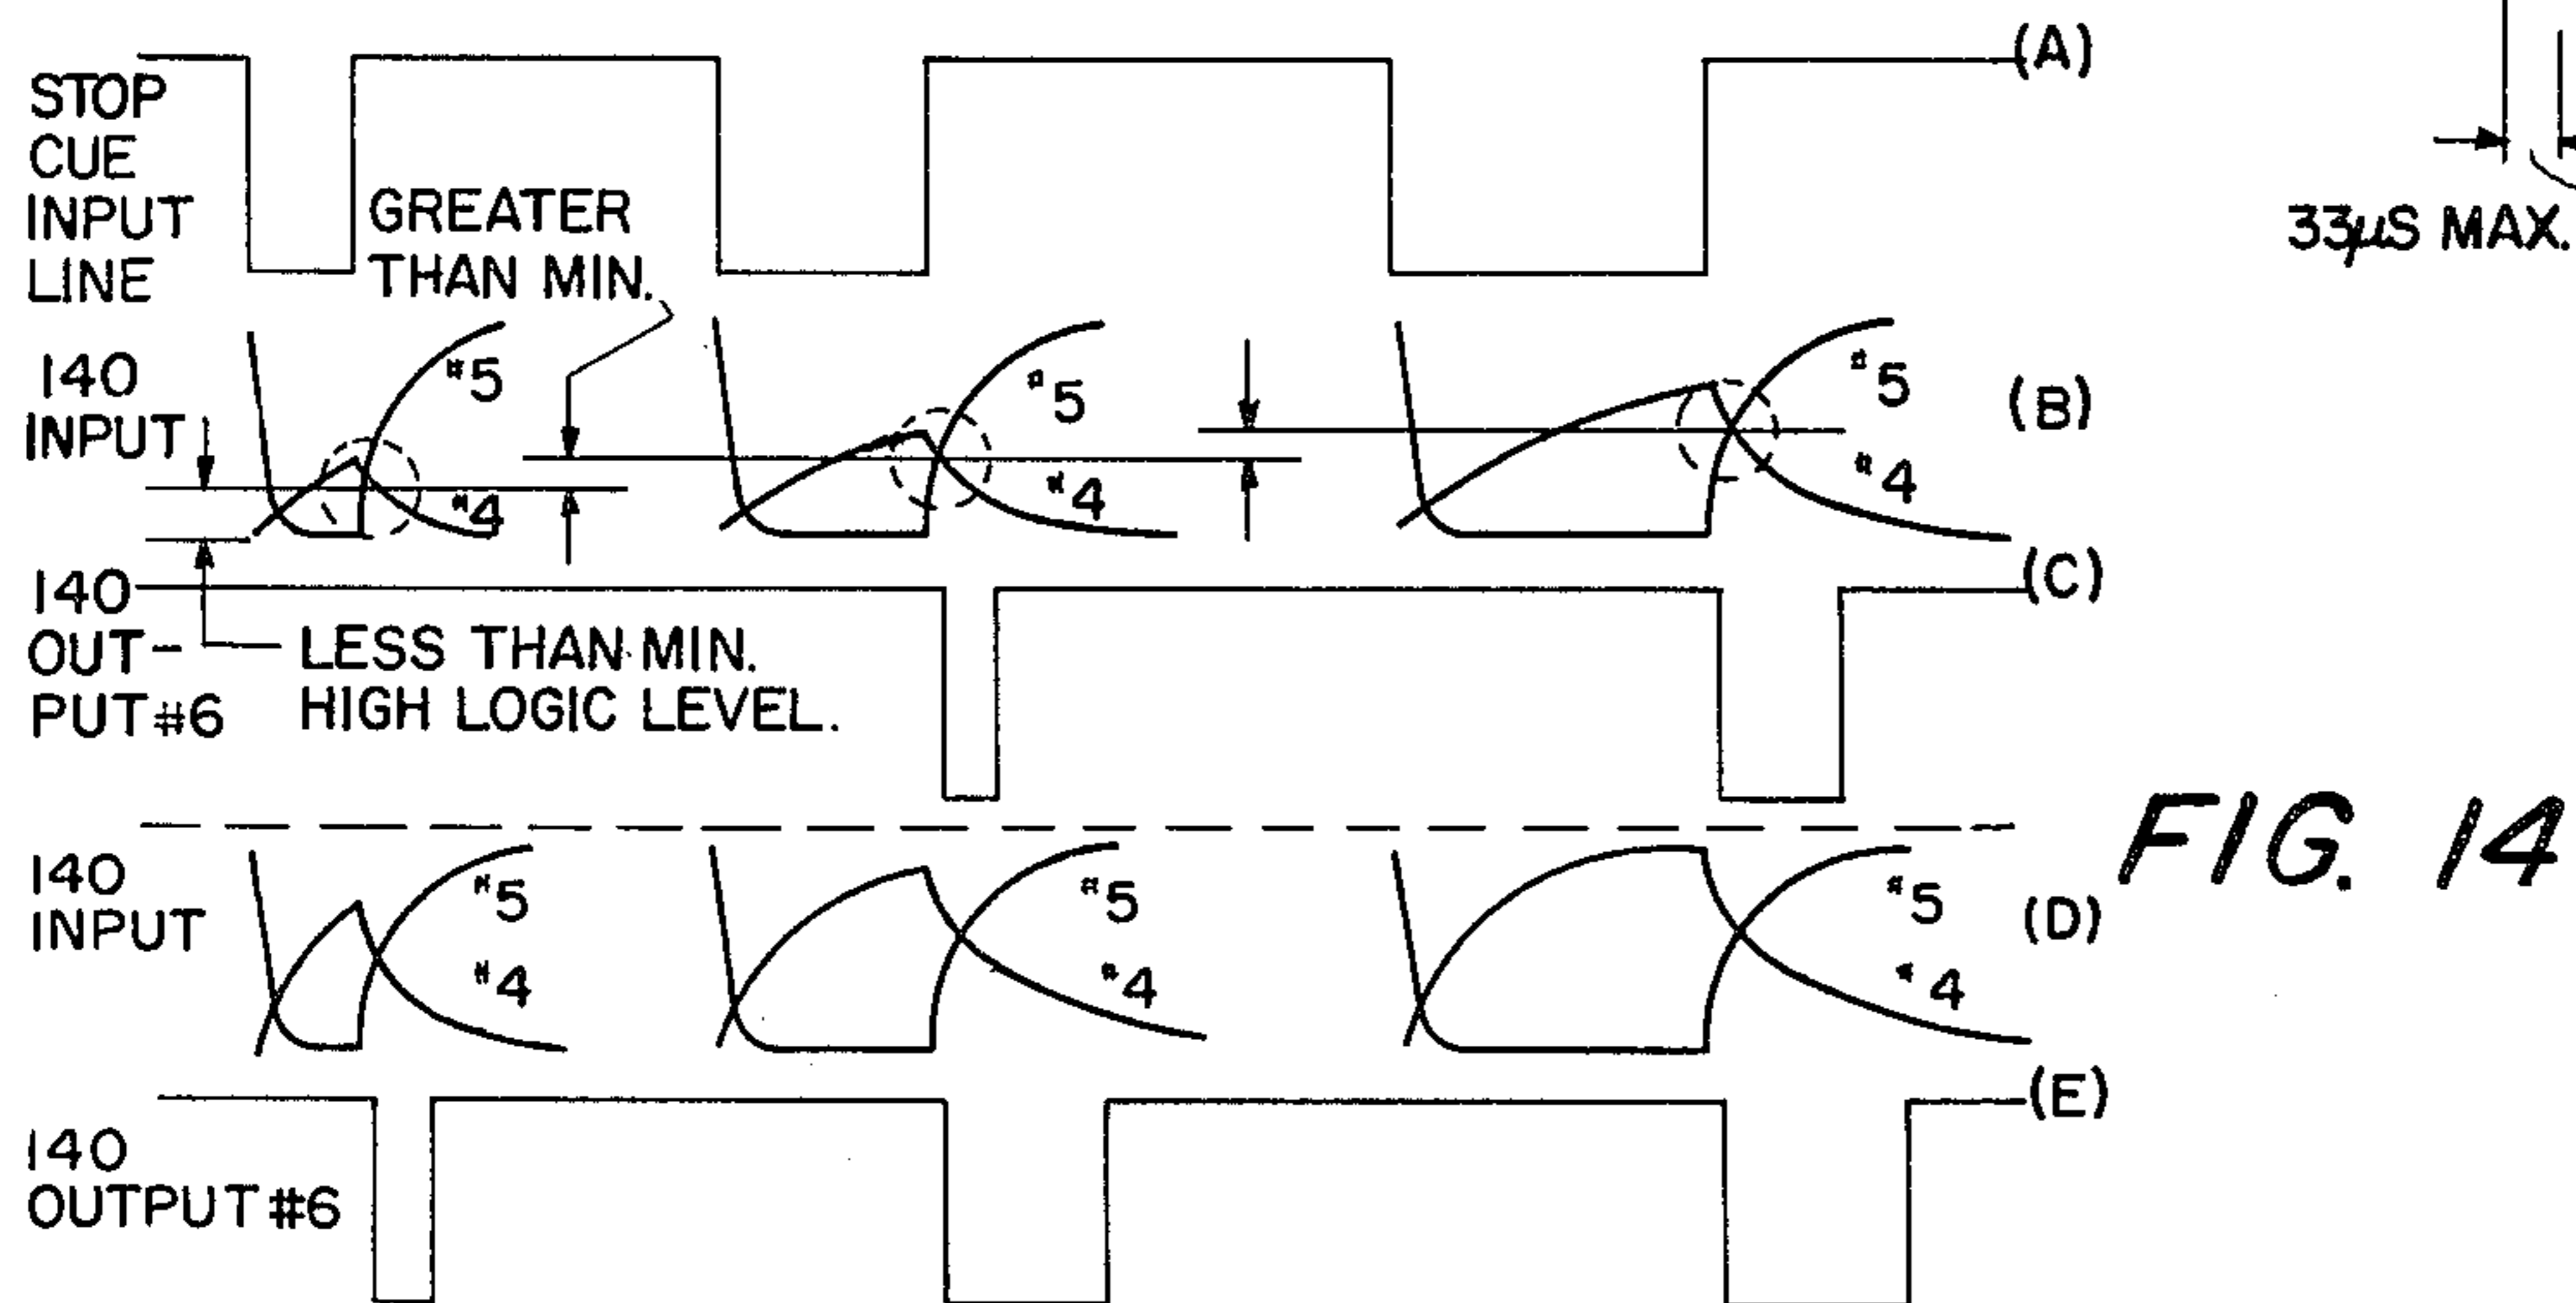 (A)
STOP
CUE
INPUT
LINE
GREATER
THAN MIN.
33µS MAX.
140
INPUT
#5
#4
#5
#4
#5
#4
(B)
140
OUT-
PUT #6
LESS THAN MIN.
HIGH LOGIC LEVEL.
(C)
140
INPUT
#5
#4
#5
#4
#5
#4
(D)
FIG. 14
140
OUTPUT #6
(E)